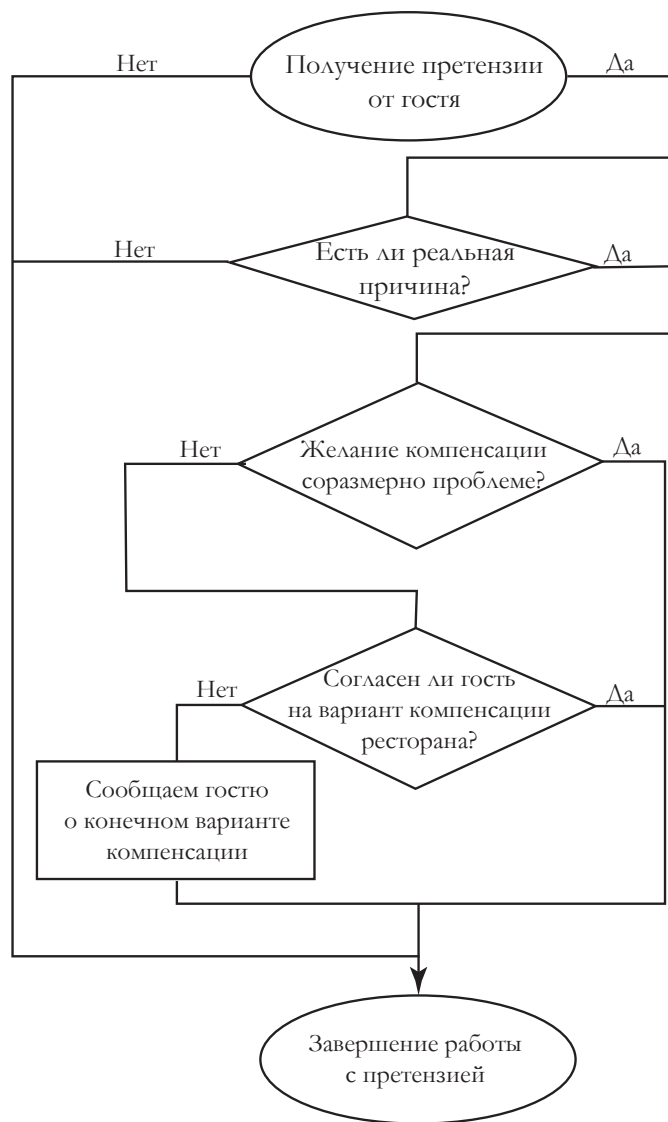 Нет
Получение претензии
от гостя
Да
Нет
Есть ли реальная
причина?
Да
Нет
Желание компенсации
соразмерно проблеме?
Да
Нет
Согласен ли гость
на вариант компенсации
ресторана?
Да
Сообщаем гостю
о конечном варианте
компенсации
Завершение работы
с претензией